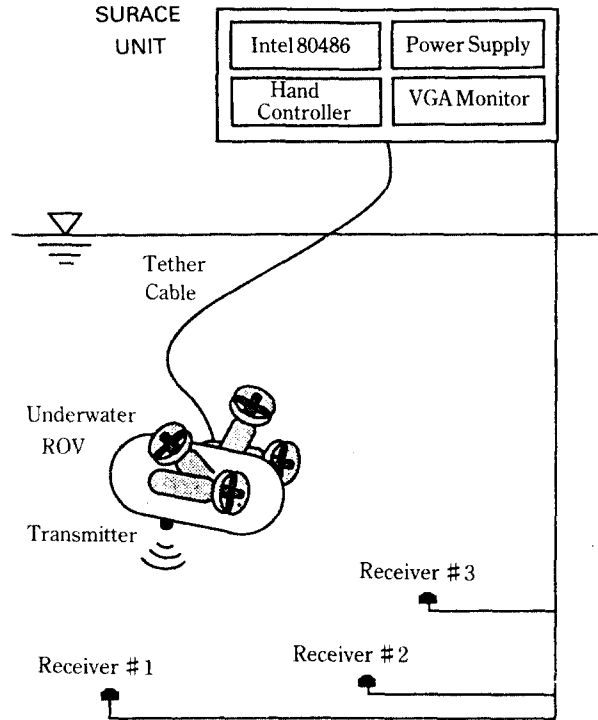 SURACE
UNIT
Intel 80486
Power Supply
Hand
Controller
VGA Monitor
Tether
Cable
Underwater
ROV
Transmitter
Receiver #3
Receiver #2
Receiver #1